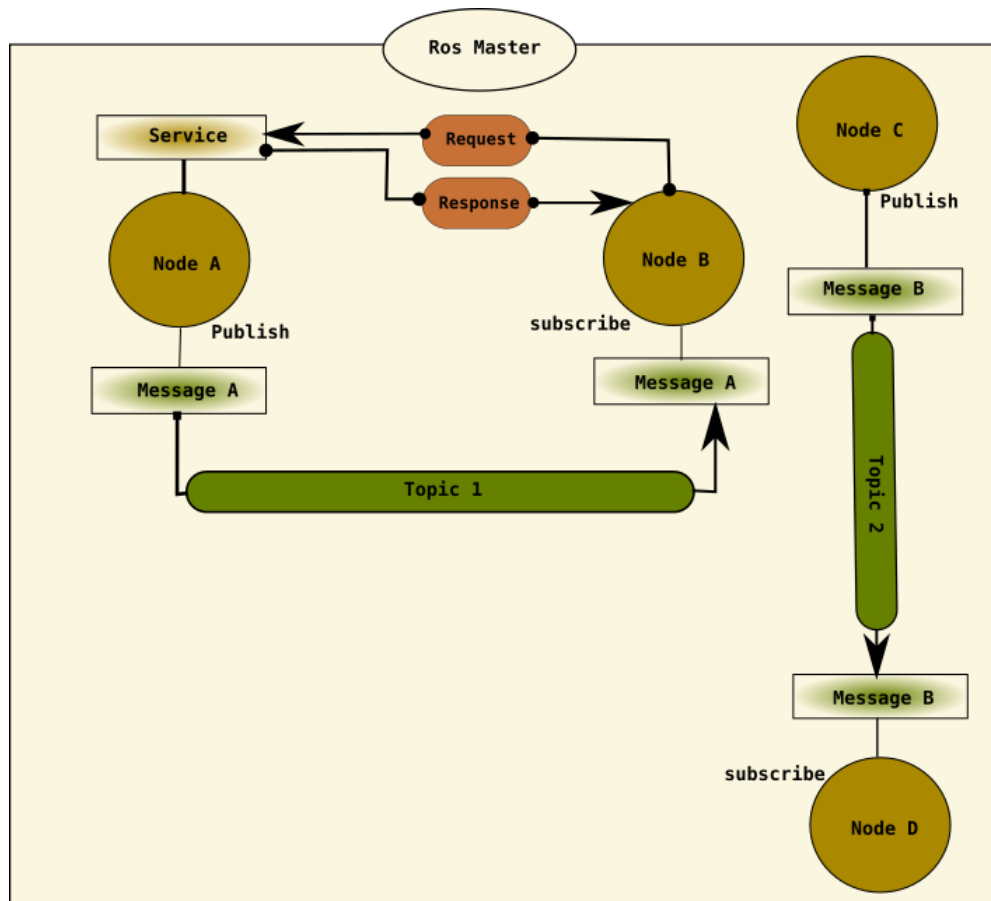 Ros Master
Service
Request
Response
Node A
Node B
Node C
Publish
Publish
subscribe
Message A
Message A
Message B
Topic 1
Topic 2
Message B
subscribe
Node D